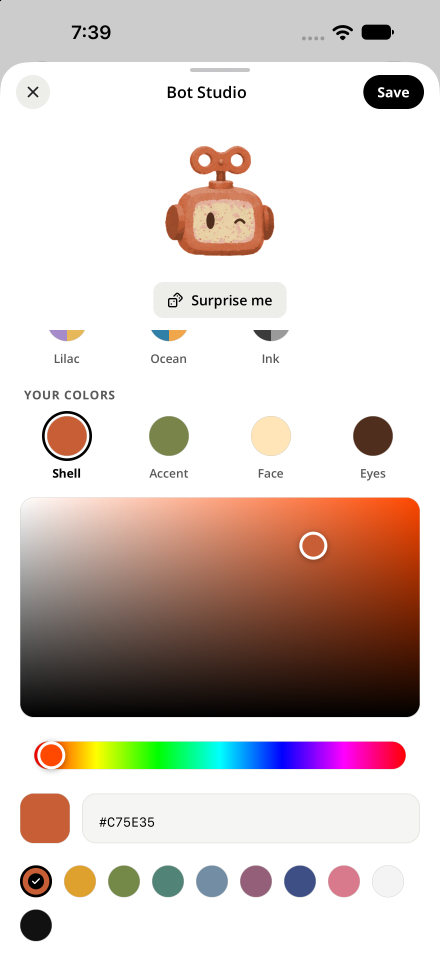 7:39
Bot Studio
Save
Surprise me
Lilac
Ocean
Ink
YOUR COLORS
Shell
Accent
Face
Eyes
#C75E35